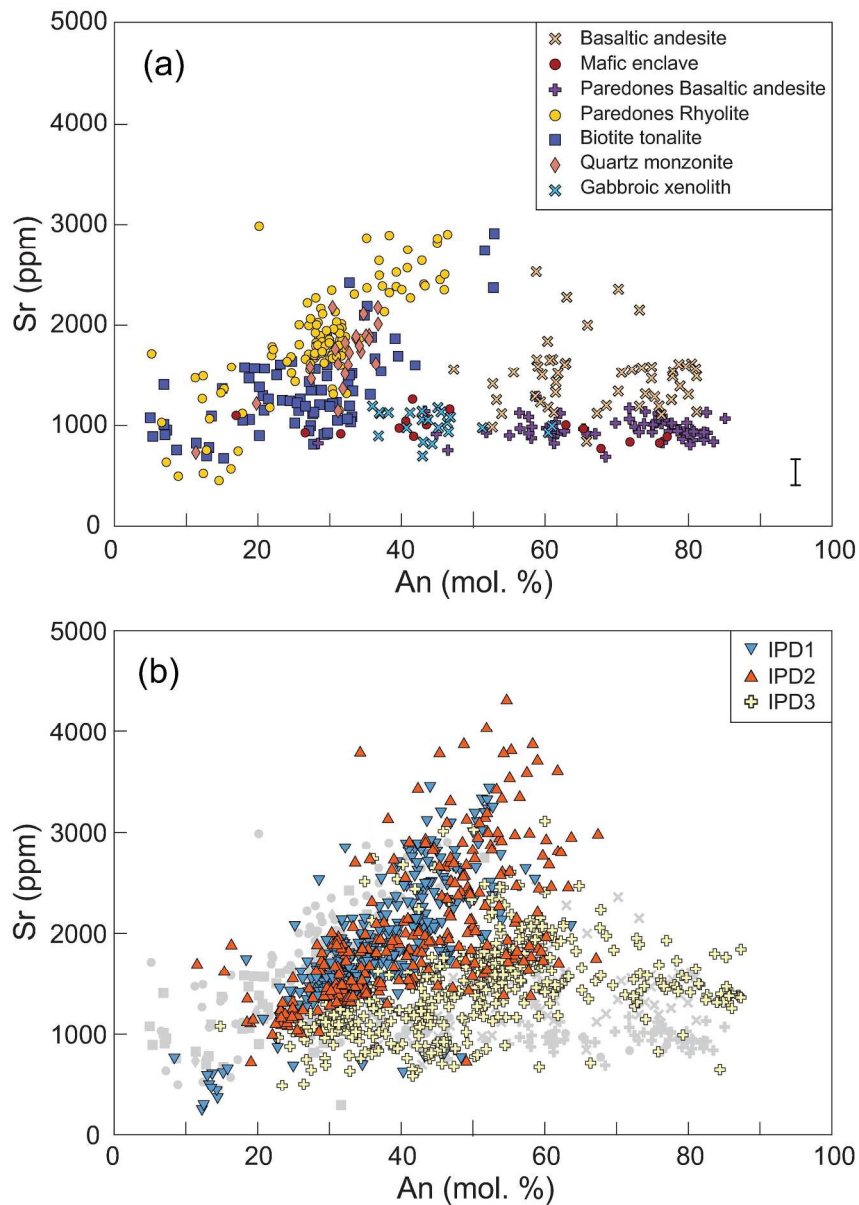 5000
(a)
Basaltic andesite
Mafic enclave
Paredones Basaltic andesite
Paredones Rhyolite
Biotite tonalite
Quartz monzonite
Gabbroic xenolith
4000
3000
Sr (ppm)
2000
1000
0
0 20 40 60 80 100
An (mol. %)
5000
(b)
IPD1
IPD2
IPD3
4000
3000
Sr (ppm)
2000
1000
0
0 20 40 60 80 100
An (mol. %)